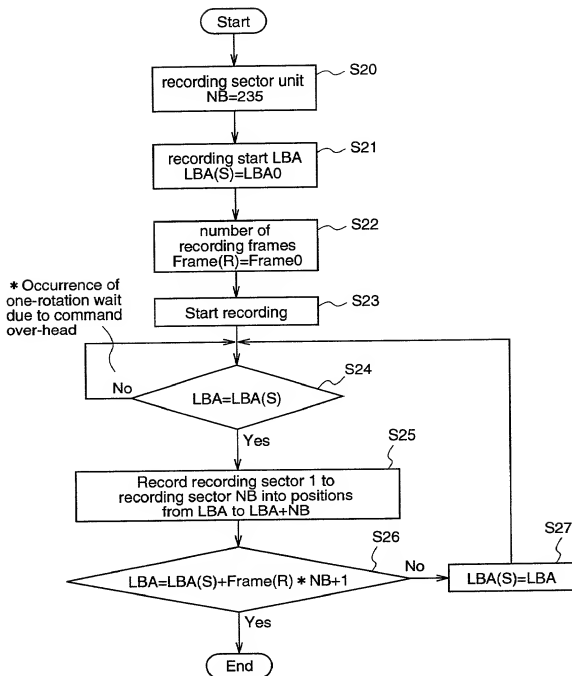 Start
recording sector unit
NB=235
S20
recording start LBA
LBA(S)=LBA0
S21
number of
recording frames
Frame(R)=Frame0
S22
* Occurrence of
one-rotation wait
due to command
over-head
Start recording
S23
No
LBA=LBA(S)
S24
Yes
Record recording sector 1 to
recording sector NB into positions
from LBA to LBA+NB
S25
LBA=LBA(S)+Frame(R) * NB+1
S26
No
LBA(S)=LBA
S27
Yes
End